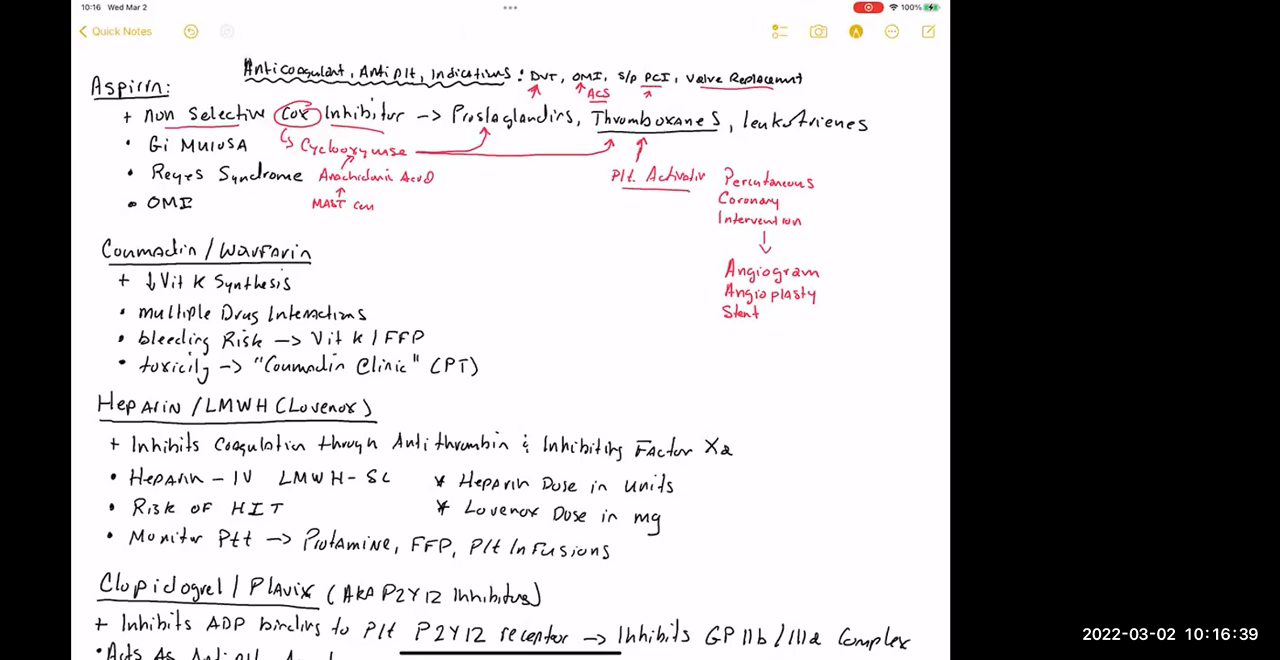 10:16 Wed Mar 2
100%
Quick Notes
Anticoagulant, Anti Plt, Indications: DVT, OMI, S/p PCI, Valve Replacement
ACS
Aspirin:
+ Non Selective Cox Inhibitor -> Prostaglandins, Thromboxanes, leukotrienes
• Gi Mucosa
Cyclooxynase
• Reyes Syndrome
Arachidonic Acid
Plt. Activation
• OMI
MAST Cell
Percutaneous
Coronary
Intervention
Angiogram
Angioplasty
Stent
Coumadin / Warfarin
+ ↓ Vit K Synthesis
• Multiple Drug Interactions
• bleeding Risk -> Vit K / FFP
• toxicity -> "Coumadin Clinic" (PT)
Heparin / LMWH (Lovenox)
+ Inhibits Coagulation through Antithrombin & Inhibiting Factor Xa
• Heparin - IV LMWH - SC * Heparin Dose in units
• Risk of HIT * Lovenox Dose in mg
• Monitor Ptt -> Protamine, FFP, Plt Infusions
Clopidogrel / Plavix (AKA P2Y12 Inhibitors)
+ Inhibits ADP binding to Plt P2Y12 receptor -> Inhibits GP IIb/IIIa Complex
• Acts As
2022-03-02 10:16:39